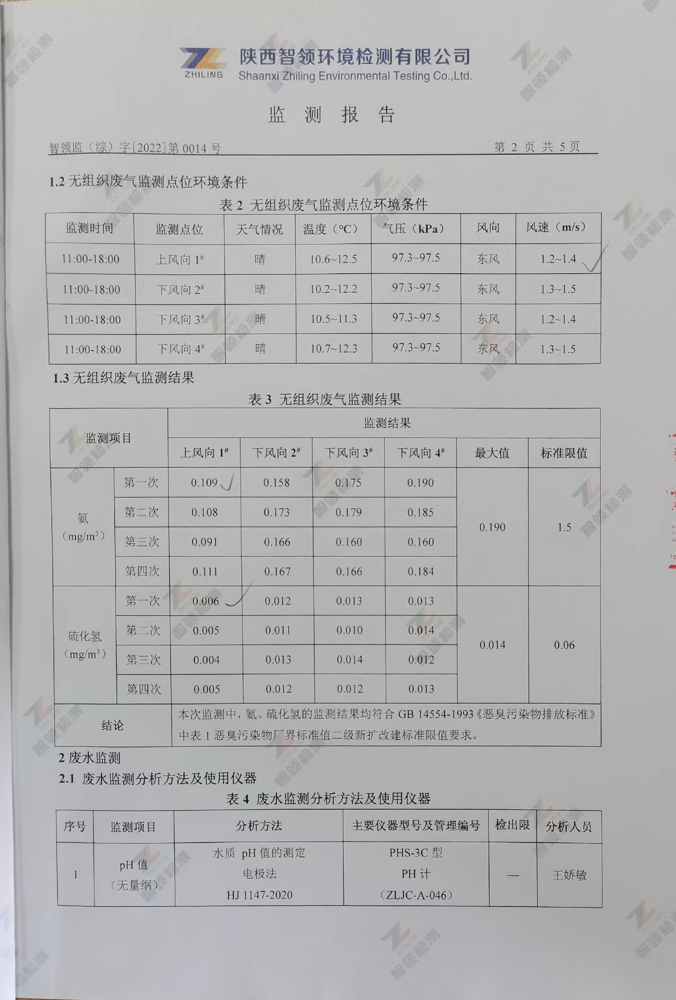 ZHILING
陕西智领环境检测有限公司
Shaanxi Zhiling Environmental Testing Co.,Ltd.
监 测 报 告
智领监（综）字[2022]第 0014 号 第 2 页 共 5 页
1.2 无组织废气监测点位环境条件
表 2 无组织废气监测点位环境条件
监测时间 监测点位 天气情况 温度（℃） 气压（kPa） 风向 风速（m/s）
11:00-18:00 上风向 1# 晴 10.6~12.5 97.3~97.5 东风 1.2~1.4
11:00-18:00 下风向 2# 晴 10.2~12.2 97.3~97.5 东风 1.3~1.5
11:00-18:00 下风向 3# 晴 10.5~11.3 97.3~97.5 东风 1.2~1.4
11:00-18:00 下风向 4# 晴 10.7~12.3 97.3~97.5 东风 1.3~1.5
1.3 无组织废气监测结果
表 3 无组织废气监测结果
监测项目 监测结果
上风向 1# 下风向 2# 下风向 3# 下风向 4# 最大值 标准限值
氨
（mg/m³）
第一次 0.109 0.158 0.175 0.190
第二次 0.108 0.173 0.179 0.185
0.190 1.5
第三次 0.091 0.166 0.160 0.160
第四次 0.111 0.167 0.166 0.184
硫化氢
（mg/m³）
第一次 0.006 0.012 0.013 0.013
第二次 0.005 0.011 0.010 0.014
0.014 0.06
第三次 0.004 0.013 0.014 0.012
第四次 0.005 0.012 0.012 0.013
结论
本次监测中，氨、硫化氢的监测结果均符合 GB 14554-1993《恶臭污染物排放标准》
中表 1 恶臭污染物厂界标准值二级新扩改建标准限值要求。
2 废水监测
2.1 废水监测分析方法及使用仪器
表 4 废水监测分析方法及使用仪器
序号 监测项目 分析方法 主要仪器型号及管理编号 检出限 分析人员
1
pH 值
（无量纲）
水质 pH 值的测定
电极法
HJ 1147-2020
PHS-3C 型
PH 计
（ZLJC-A-046）
—
王娇敏